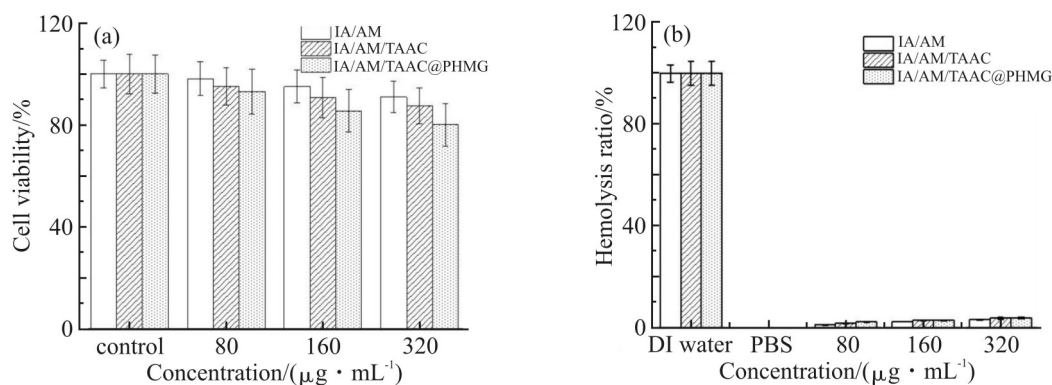 (a)
IA/AM
IA/AM/TAAC
IA/AM/TAAC@PHMG
120
80
40
0
Cell viability/%
control 80 160 320
Concentration/(μg · mL⁻¹)
(b)
IA/AM
IA/AM/TAAC
IA/AM/TAAC@PHMG
120
80
40
0
Hemolysis ratio/%
DI water PBS 80 160 320
Concentration/(μg · mL⁻¹)